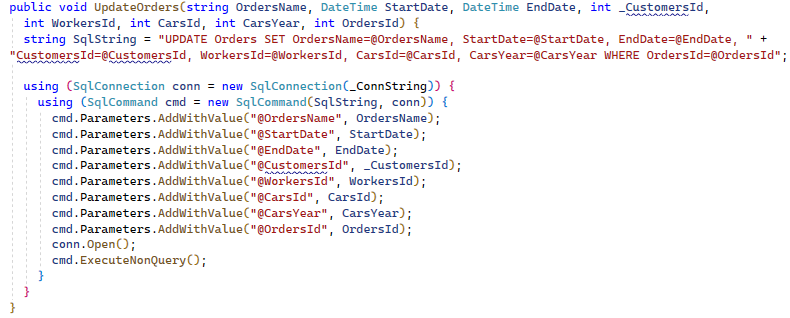 public void UpdateOrders(string OrdersName, DateTime StartDate, DateTime EndDate, int _CustomersId,
int WorkersId, int CarsId, int CarsYear, int OrdersId) {
string SqlString = "UPDATE Orders SET OrdersName=@OrdersName, StartDate=@StartDate, EndDate=@EndDate, " +
"CustomersId=@CustomersId, WorkersId=@WorkersId, CarsId=@CarsId, CarsYear=@CarsYear WHERE OrdersId=@OrdersId";
using (SqlConnection conn = new SqlConnection(_ConnString)) {
using (SqlCommand cmd = new SqlCommand(SqlString, conn)) {
cmd.Parameters.AddWithValue("@OrdersName", OrdersName);
cmd.Parameters.AddWithValue("@StartDate", StartDate);
cmd.Parameters.AddWithValue("@EndDate", EndDate);
cmd.Parameters.AddWithValue("@CustomersId", _CustomersId);
cmd.Parameters.AddWithValue("@WorkersId", WorkersId);
cmd.Parameters.AddWithValue("@CarsId", CarsId);
cmd.Parameters.AddWithValue("@CarsYear", CarsYear);
cmd.Parameters.AddWithValue("@OrdersId", OrdersId);
conn.Open();
cmd.ExecuteNonQuery();
}
}
}